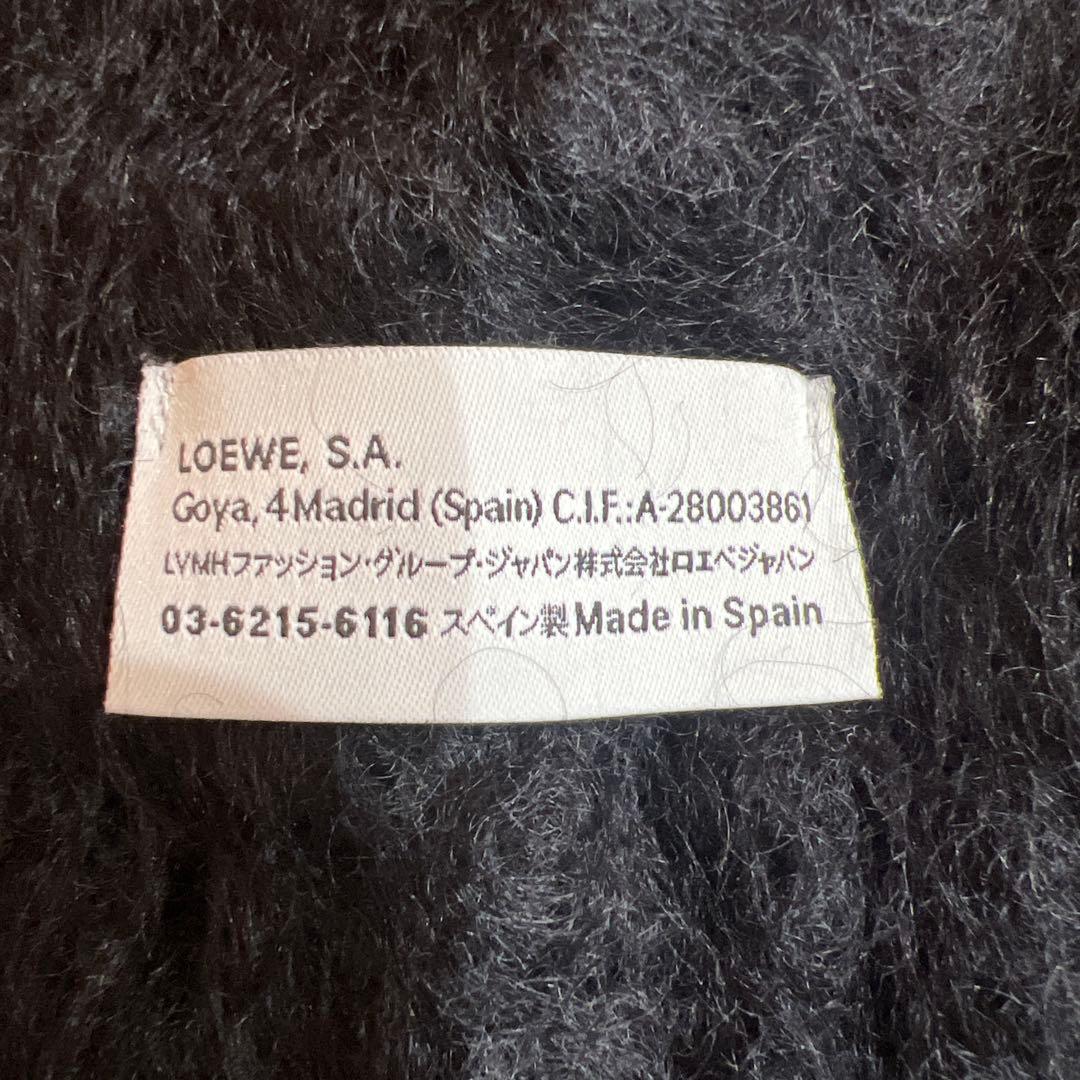 LOEWE, S.A.
Goya, 4 Madrid (Spain) C.I.F.:A-28003861
LVMHファッション・グループ・ジャパン株式会社ロエベジャパン
03-6215-6116 スペイン製 Made in Spain